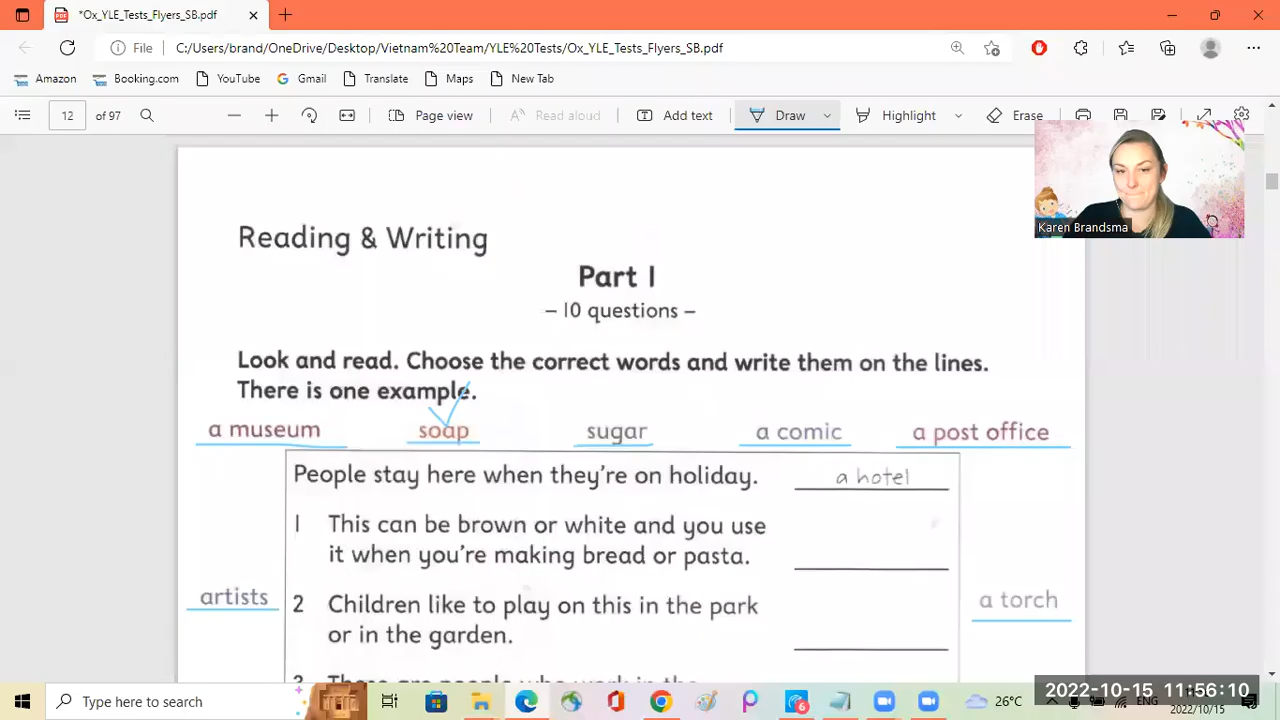 *Ox_YLE_Tests_Flyers_SB.pdf
File C:/Users/brand/OneDrive/Desktop/Vietnam%20Team/YLE%20Tests/Ox_YLE_Tests_Flyers_SB.pdf
Amazon Booking.com YouTube Gmail Translate Maps New Tab
12 of 97 Page view Read aloud Add text Draw Highlight Erase
Karen Brandsma
Reading & Writing
Part 1
– 10 questions –
Look and read. Choose the correct words and write them on the lines.
There is one example.
a museum soap sugar a comic a post office
People stay here when they're on holiday. a hotel
1 This can be brown or white and you use
it when you're making bread or pasta.
artists
a torch
2 Children like to play on this in the park
or in the garden.
Type here to search
6
26°C
ENG
2022-10-15 11:56:10
2022/10/15